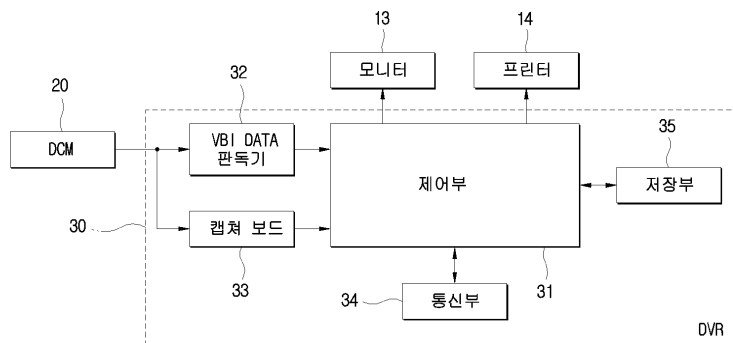 13
14
모니터
프린터
20
32
35
DCM
VBI DATA
판독기
제어부
저장부
30
캡쳐 보드
33
34
통신부
31
DVR